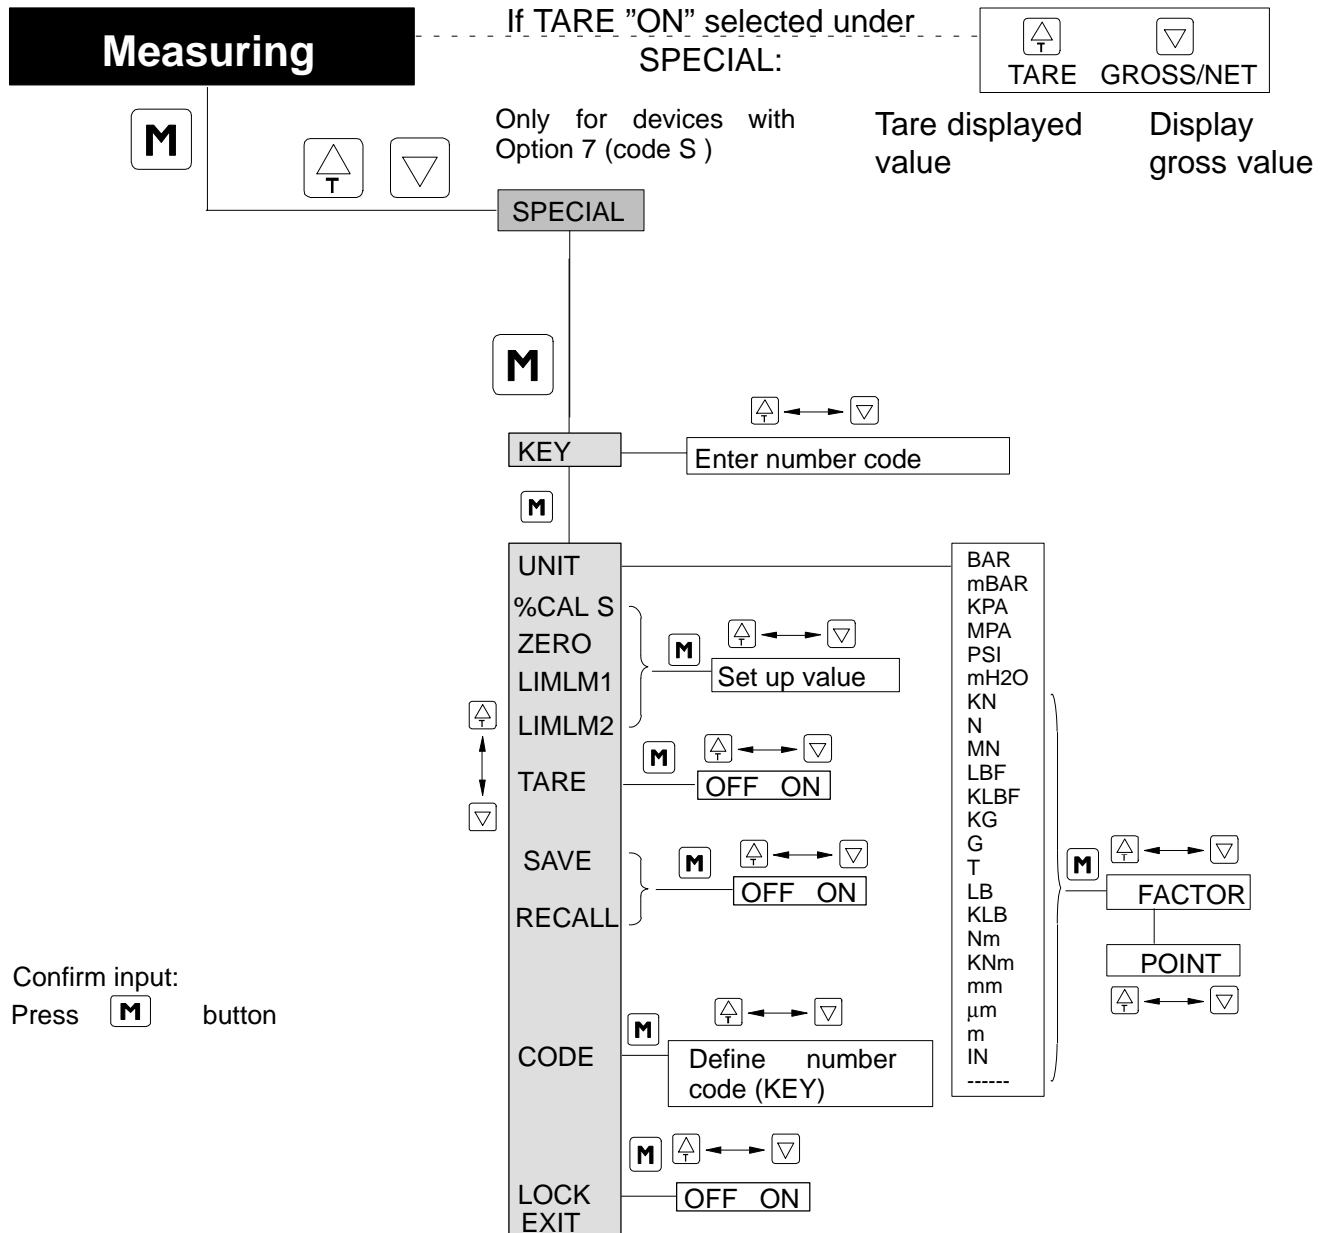 Measuring
If TARE ”ON” selected under
SPECIAL:
T
TARE GROSS/NET
Tare displayed
value
Display
gross value
M
T
Only for devices with
Option 7 (code S )
SPECIAL
M
T
KEY
Enter number code
M
UNIT
%CAL S
ZERO
LIMLM1
LIMLM2
TARE
SAVE
RECALL
CODE
LOCK
EXIT
T
M
T
Set up value
M
T
OFF ON
M
T
OFF ON
M
T
Define number
code (KEY)
M
T
OFF ON
BAR
mBAR
KPA
MPA
PSI
mH2O
KN
N
MN
LBF
KLBF
KG
G
T
LB
KLB
Nm
KNm
mm
µm
m
IN
------
M
T
FACTOR
POINT
T
Confirm input:
Press M button